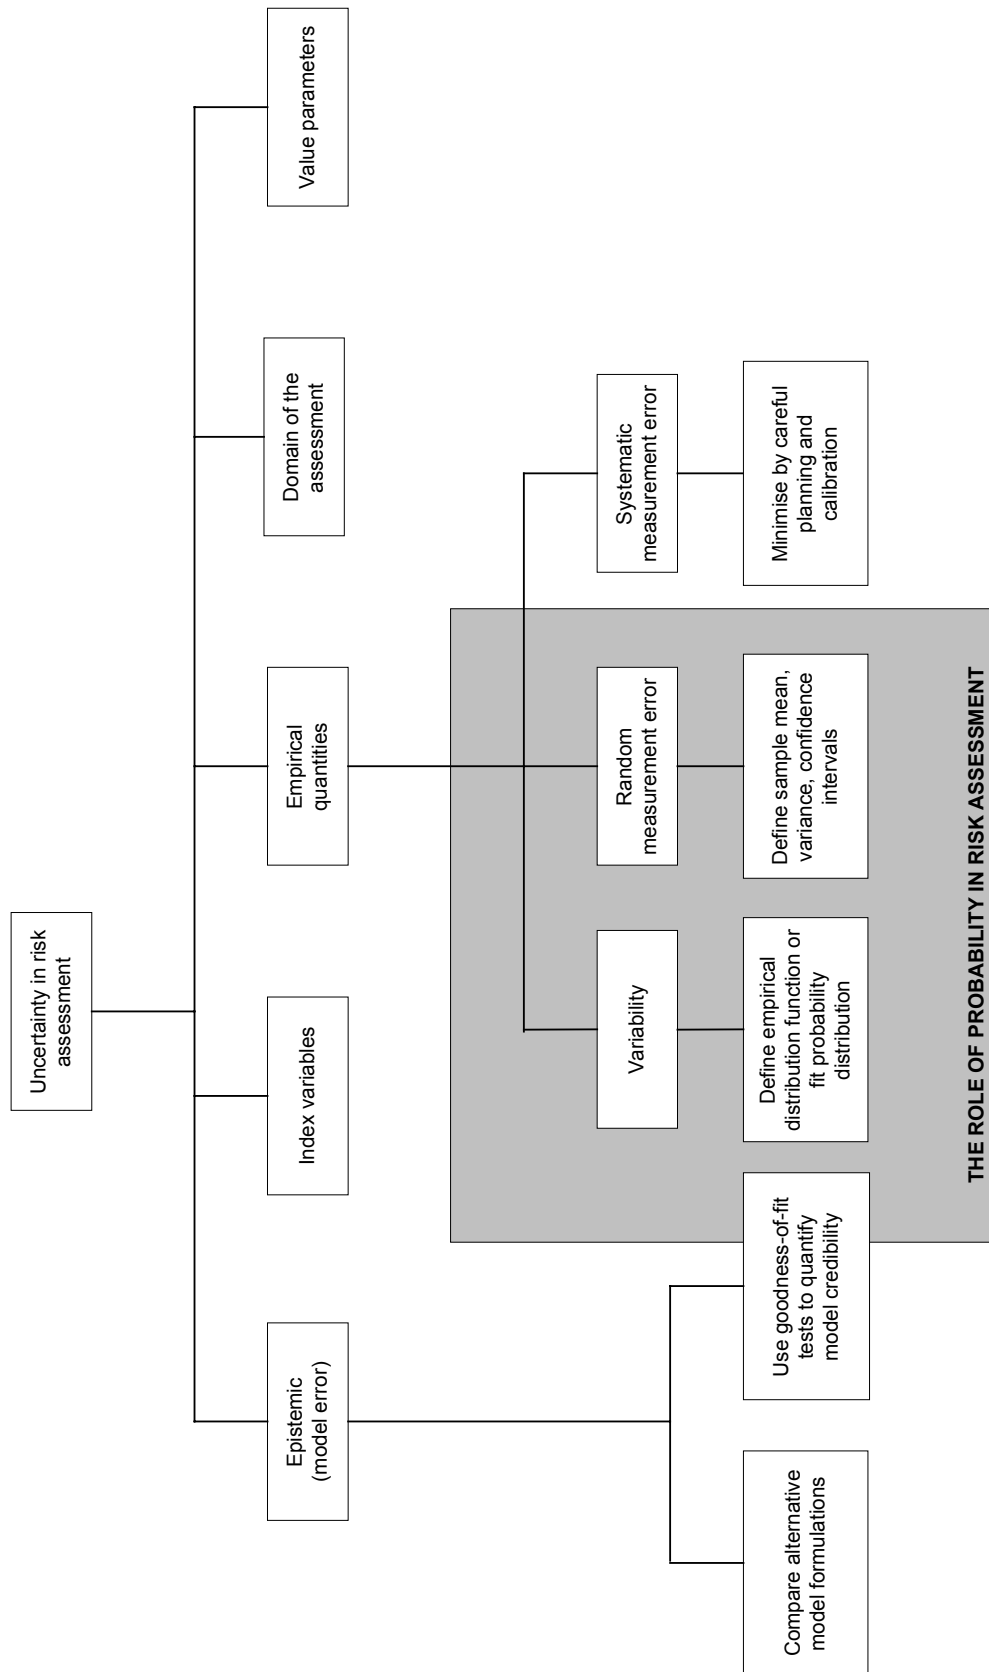 Uncertainty in risk
assessment
Epistemic
(model error)
Index variables
Empirical
quantities
Domain of the
assessment
Value parameters
Variability
Random
measurement error
Systematic
measurement error
Compare alternative
model formulations
Use goodness-of-fit
tests to quantify
model credibility
Define empirical
distribution function or
fit probability
distribution
Define sample mean,
variance, confidence
intervals
Minimise by careful
planning and
calibration
THE ROLE OF PROBABILITY IN RISK ASSESSMENT